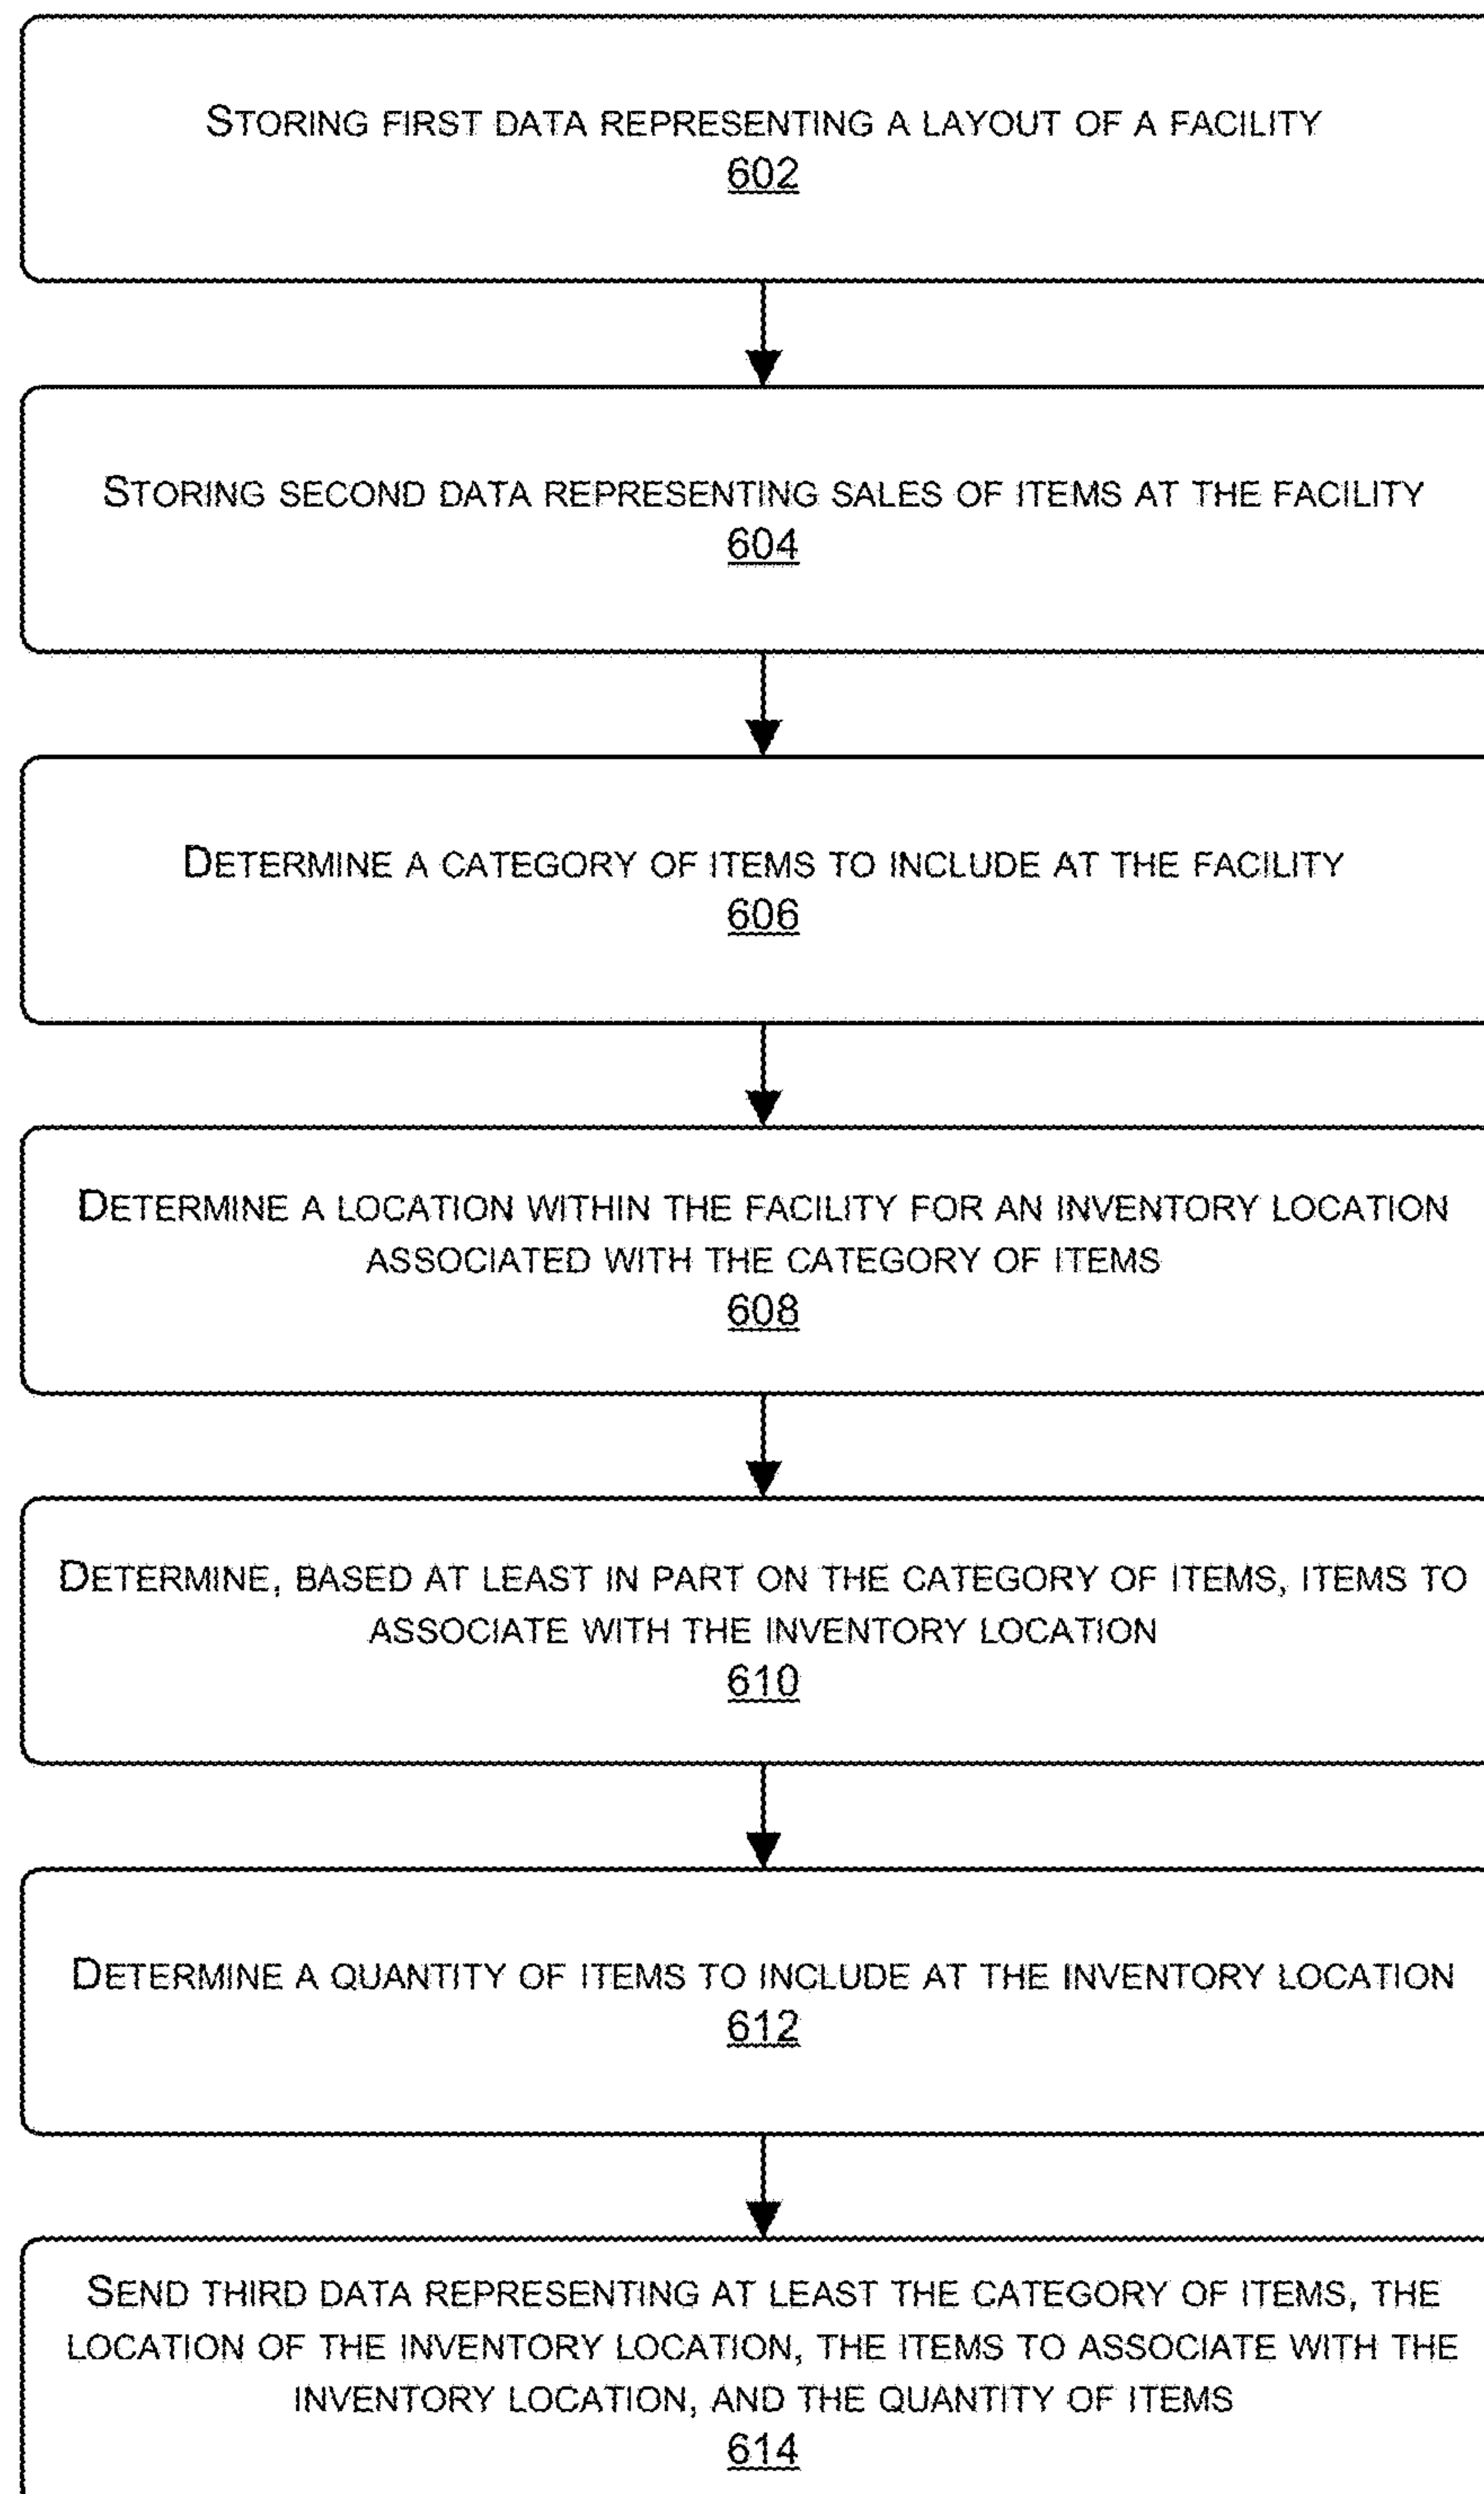 STORING FIRST DATA REPRESENTING A LAYOUT OF A FACILITY
602
STORING SECOND DATA REPRESENTING SALES OF ITEMS AT THE FACILITY
604
DETERMINE A CATEGORY OF ITEMS TO INCLUDE AT THE FACILITY
606
DETERMINE A LOCATION WITHIN THE FACILITY FOR AN INVENTORY LOCATION
ASSOCIATED WITH THE CATEGORY OF ITEMS
608
DETERMINE, BASED AT LEAST IN PART ON THE CATEGORY OF ITEMS, ITEMS TO
ASSOCIATE WITH THE INVENTORY LOCATION
610
DETERMINE A QUANTITY OF ITEMS TO INCLUDE AT THE INVENTORY LOCATION
612
SEND THIRD DATA REPRESENTING AT LEAST THE CATEGORY OF ITEMS, THE
LOCATION OF THE INVENTORY LOCATION, THE ITEMS TO ASSOCIATE WITH THE
INVENTORY LOCATION, AND THE QUANTITY OF ITEMS
614